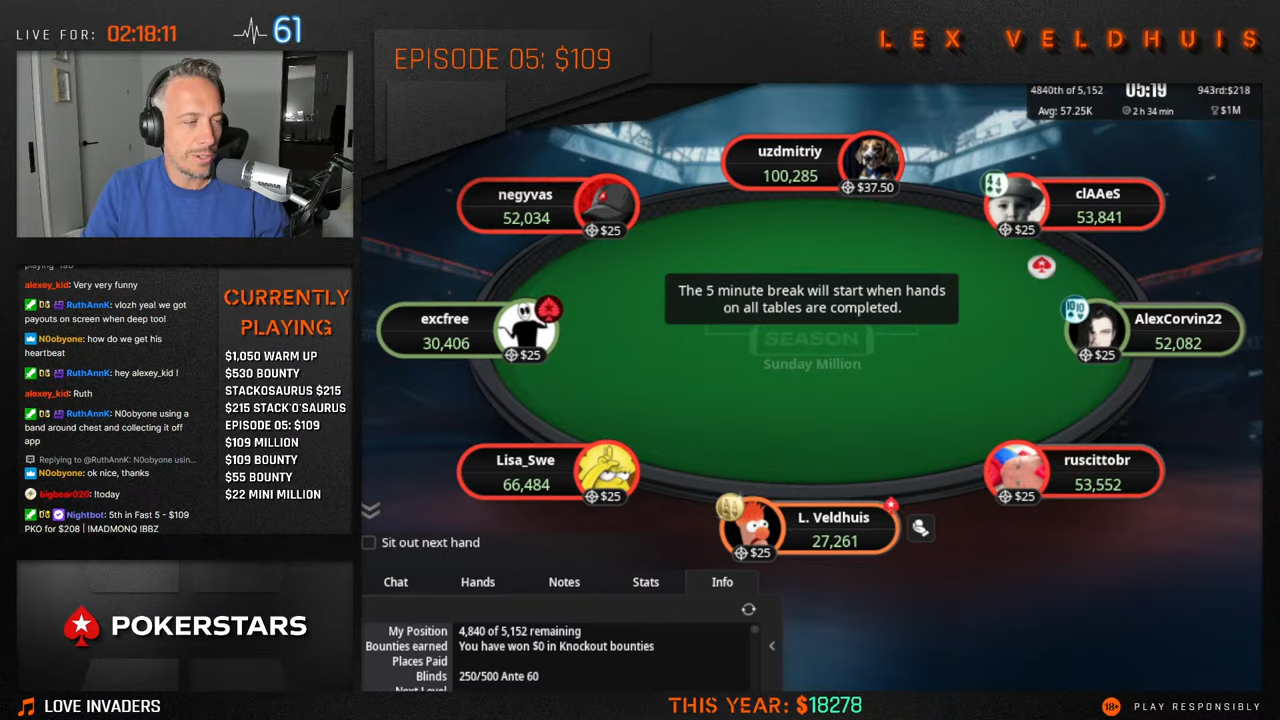 LIVE FOR: 02:18:11 61
EPISODE 05: $109
LEX VELDHUIS
4840th of 5,152 05:19 943rd:$218
Avg: 57.25K 2 h 34 min $1M
uzdmitriy
100,285
$37.50
negyvas
52,034
$25
clAAeS
53,841
$25
The 5 minute break will start when hands
on all tables are completed.
SEASON
Sunday Million
excfree
30,406
$25
AlexCorvin22
52,082
$25
Lisa_Swe
66,484
$25
ruscittobr
53,552
$25
L. Veldhuis
27,261
$25
Sit out next hand
Chat Hands Notes Stats Info
My Position 4,840 of 5,152 remaining
Bounties earned You have won $0 in Knockout bounties
Places Paid
Blinds 250/500 Ante 60
alexey_kid: Very very funny
RuthAnnK: vlozh yea! we got
payouts on screen when deep too!
N0obyone: how do we get his
heartbeat
RuthAnnK: hey alexey_kid !
alexey_kid: Ruth
RuthAnnK: N0obyone using a
band around chest and collecting it off
app
Replying to @RuthAnnK: N0obyone usin...
N0obyone: ok nice, thanks
bigbear020: !today
Nightbot: 5th in Fast 5 - $109
PKO for $208 | !MADMONQ !BBZ
CURRENTLY
PLAYING
$1,050 WARM UP
$530 BOUNTY
STACKOSAURUS $215
$215 STACK'O'SAURUS
EPISODE 05: $109
$109 MILLION
$109 BOUNTY
$55 BOUNTY
$22 MINI MILLION
POKERSTARS
LOVE INVADERS
THIS YEAR: $18278
18+ PLAY RESPONSIBLY